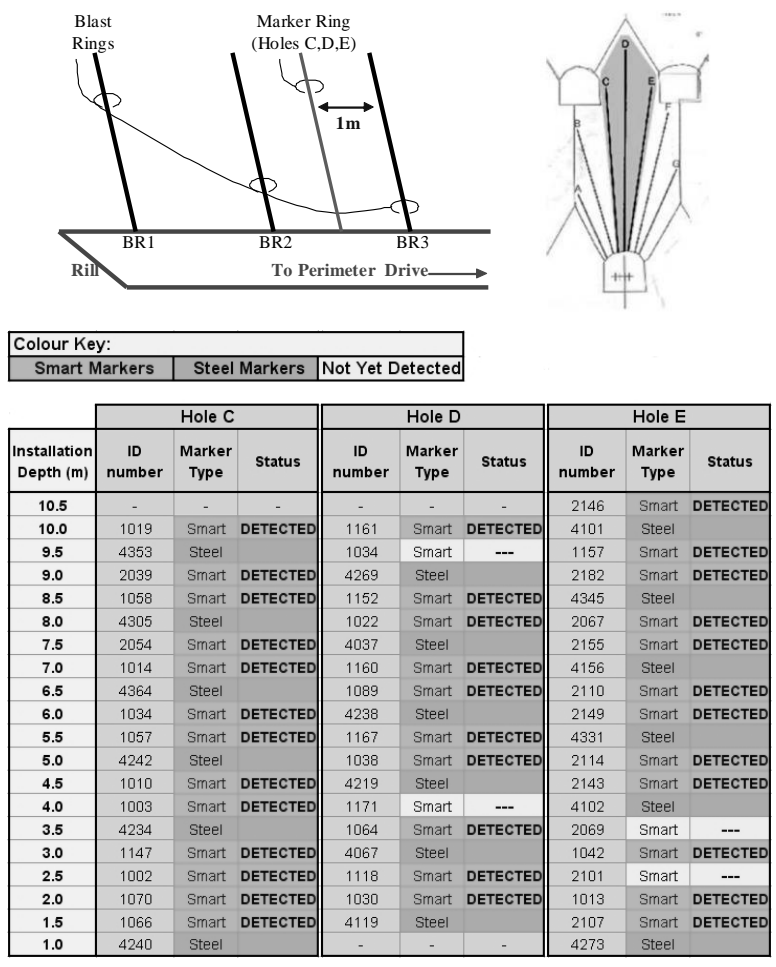 Blast
Rings
Marker Ring
(Holes C,D,E)
1m
BR1 BR2 BR3
Rill To Perimeter Drive
D
C E
F
B
G
A
Colour Key:
Smart Markers Steel Markers Not Yet Detected
Hole C Hole D Hole E
Installation Depth (m) ID number Marker Type Status ID number Marker Type Status ID number Marker Type Status
10.5 - - - - - - 2146 Smart DETECTED
10.0 1019 Smart DETECTED 1161 Smart DETECTED 4101 Steel
9.5 4353 Steel 1034 Smart --- 1157 Smart DETECTED
9.0 2039 Smart DETECTED 4269 Steel 2182 Smart DETECTED
8.5 1058 Smart DETECTED 1152 Smart DETECTED 4345 Steel
8.0 4305 Steel 1022 Smart DETECTED 2067 Smart DETECTED
7.5 2054 Smart DETECTED 4037 Steel 2155 Smart DETECTED
7.0 1014 Smart DETECTED 1160 Smart DETECTED 4156 Steel
6.5 4364 Steel 1089 Smart DETECTED 2110 Smart DETECTED
6.0 1034 Smart DETECTED 4238 Steel 2149 Smart DETECTED
5.5 1057 Smart DETECTED 1167 Smart DETECTED 4331 Steel
5.0 4242 Steel 1038 Smart DETECTED 2114 Smart DETECTED
4.5 1010 Smart DETECTED 4219 Steel 2143 Smart DETECTED
4.0 1003 Smart DETECTED 1171 Smart --- 4102 Steel
3.5 4234 Steel 1064 Smart DETECTED 2069 Smart ---
3.0 1147 Smart DETECTED 4067 Steel 1042 Smart DETECTED
2.5 1002 Smart DETECTED 1118 Smart DETECTED 2101 Smart ---
2.0 1070 Smart DETECTED 1030 Smart DETECTED 1013 Smart DETECTED
1.5 1066 Smart DETECTED 4119 Steel 2107 Smart DETECTED
1.0 4240 Steel - - - 4273 Steel